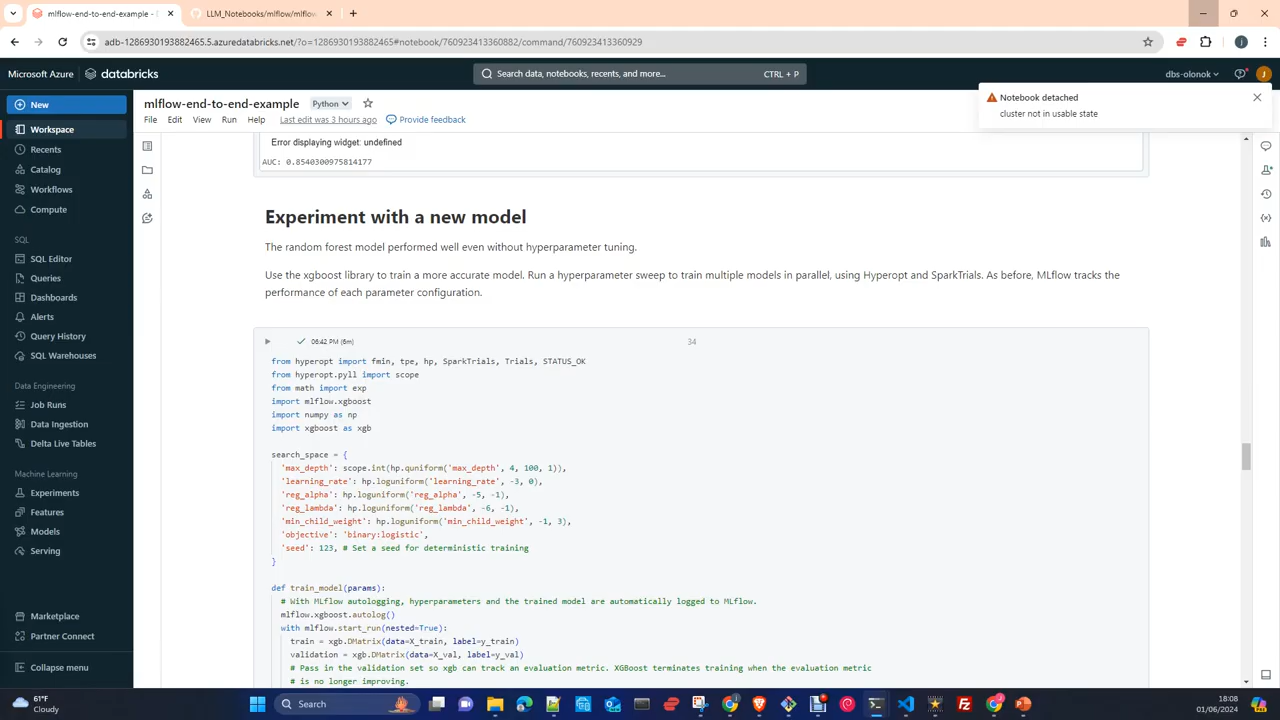 mlflow-end-to-end-example - D
LLM_Notebooks/mlflow/mlflow
adb-1286930193882465.5.azuredatabricks.net/?o=1286930193882465#notebook/760923413360882/command/760923413360929
Microsoft Azure
databricks
Search data, notebooks, recents, and more...
CTRL + P
dbs-olonok
J
New
Workspace
Recents
Catalog
Workflows
Compute
SQL
SQL Editor
Queries
Dashboards
Alerts
Query History
SQL Warehouses
Data Engineering
Job Runs
Data Ingestion
Delta Live Tables
Machine Learning
Experiments
Features
Models
Serving
Marketplace
Partner Connect
Collapse menu
mlflow-end-to-end-example
Python
File Edit View Run Help
Last edit was 3 hours ago
Provide feedback
Notebook detached
cluster not in usable state
Error displaying widget: undefined
AUC: 0.8540300975814177
Experiment with a new model
The random forest model performed well even without hyperparameter tuning.
Use the xgboost library to train a more accurate model. Run a hyperparameter sweep to train multiple models in parallel, using Hyperopt and SparkTrials. As before, MLflow tracks the
performance of each parameter configuration.
06:42 PM (6m)
34
from hyperopt import fmin, tpe, hp, SparkTrials, Trials, STATUS_OK
from hyperopt.pyll import scope
from math import exp
import mlflow.xgboost
import numpy as np
import xgboost as xgb
search_space = {
'max_depth': scope.int(hp.quniform('max_depth', 4, 100, 1)),
'learning_rate': hp.loguniform('learning_rate', -3, 0),
'reg_alpha': hp.loguniform('reg_alpha', -5, -1),
'reg_lambda': hp.loguniform('reg_lambda', -6, -1),
'min_child_weight': hp.loguniform('min_child_weight', -1, 3),
'objective': 'binary:logistic',
'seed': 123, # Set a seed for deterministic training
}
def train_model(params):
# With MLflow autologging, hyperparameters and the trained model are automatically logged to MLflow.
mlflow.xgboost.autolog()
with mlflow.start_run(nested=True):
train = xgb.DMatrix(data=X_train, label=y_train)
validation = xgb.DMatrix(data=X_val, label=y_val)
# Pass in the validation set so xgb can track an evaluation metric. XGBoost terminates training when the evaluation metric
# is no longer improving.
61°F
Cloudy
Search
18:08
01/06/2024